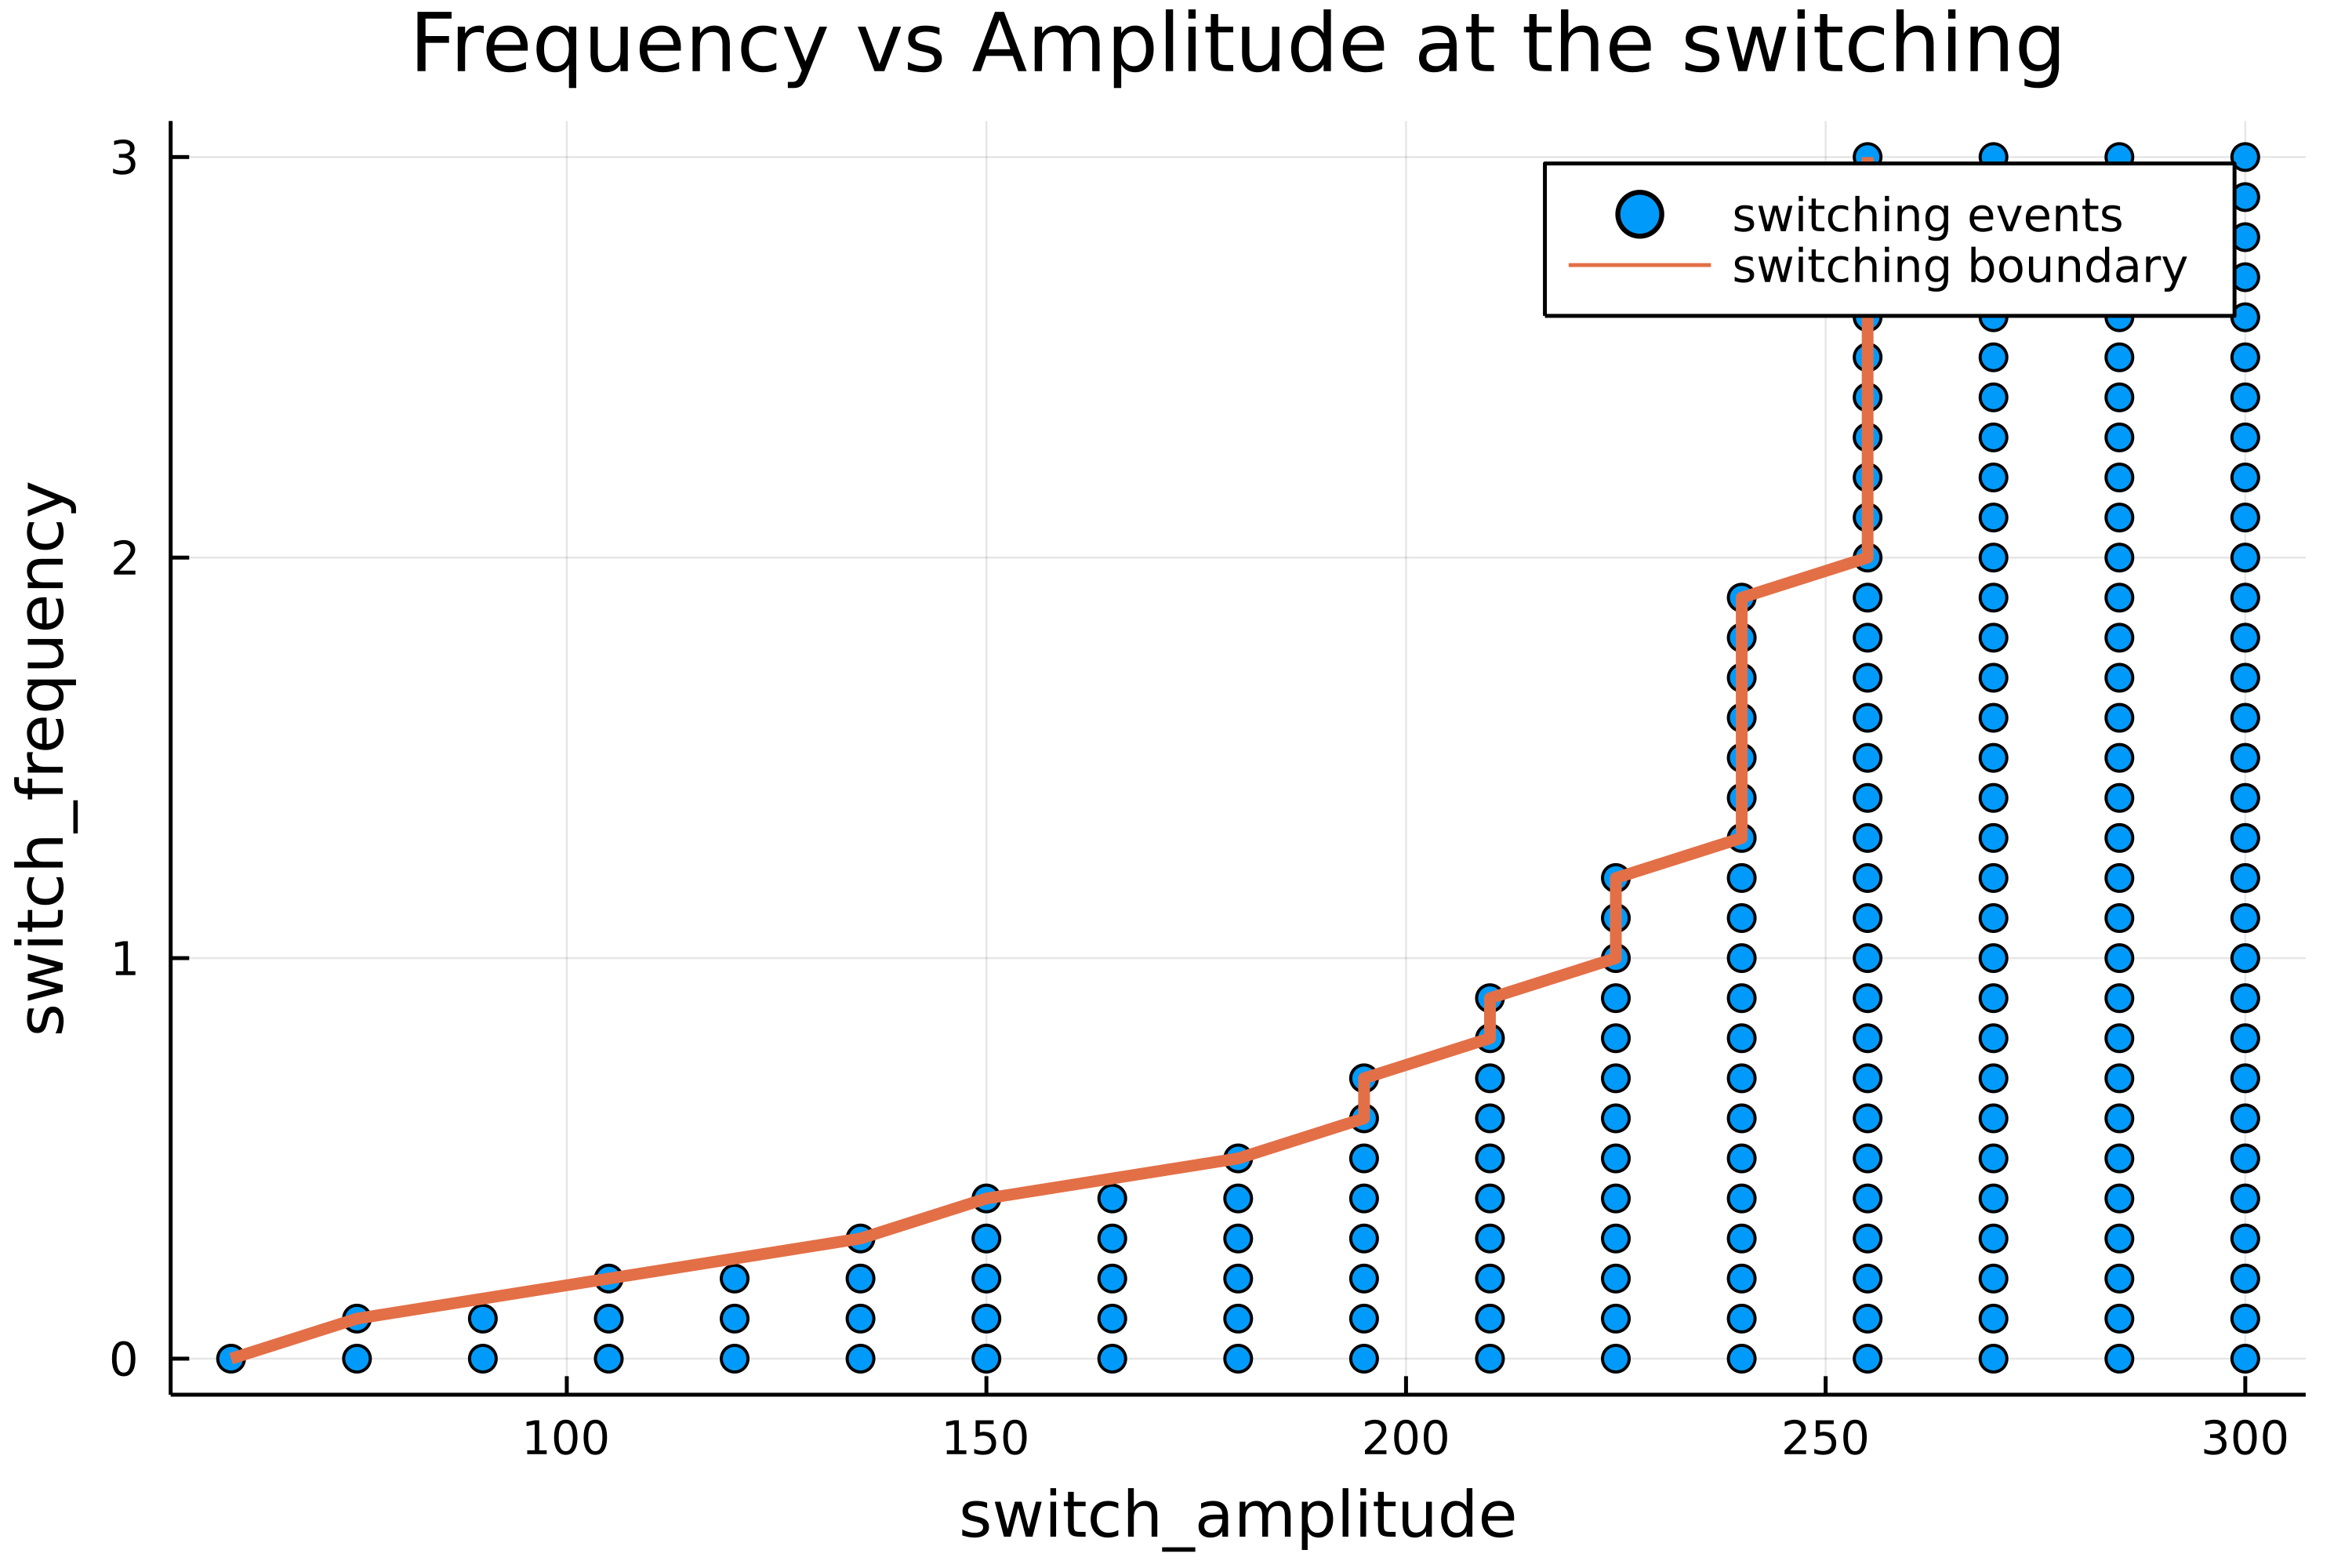 Frequency vs Amplitude at the switching
switching events
switching boundary
switch_frequency
3
2
1
0
100 150 200 250 300
switch_amplitude